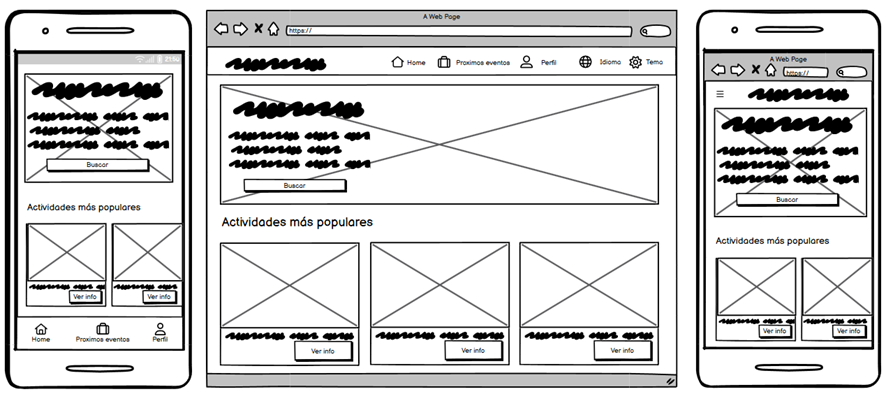 21:50
Buscar
Actividades más populares
Ver info
Ver info
Home
Proximos eventos
Perfil
A Web Page
https://
Home
Proximos eventos
Perfil
Idioma
Tema
Buscar
Actividades más populares
Ver info
Ver info
Ver info
A Web Page
https://
Buscar
Actividades más populares
Ver info
Ver info